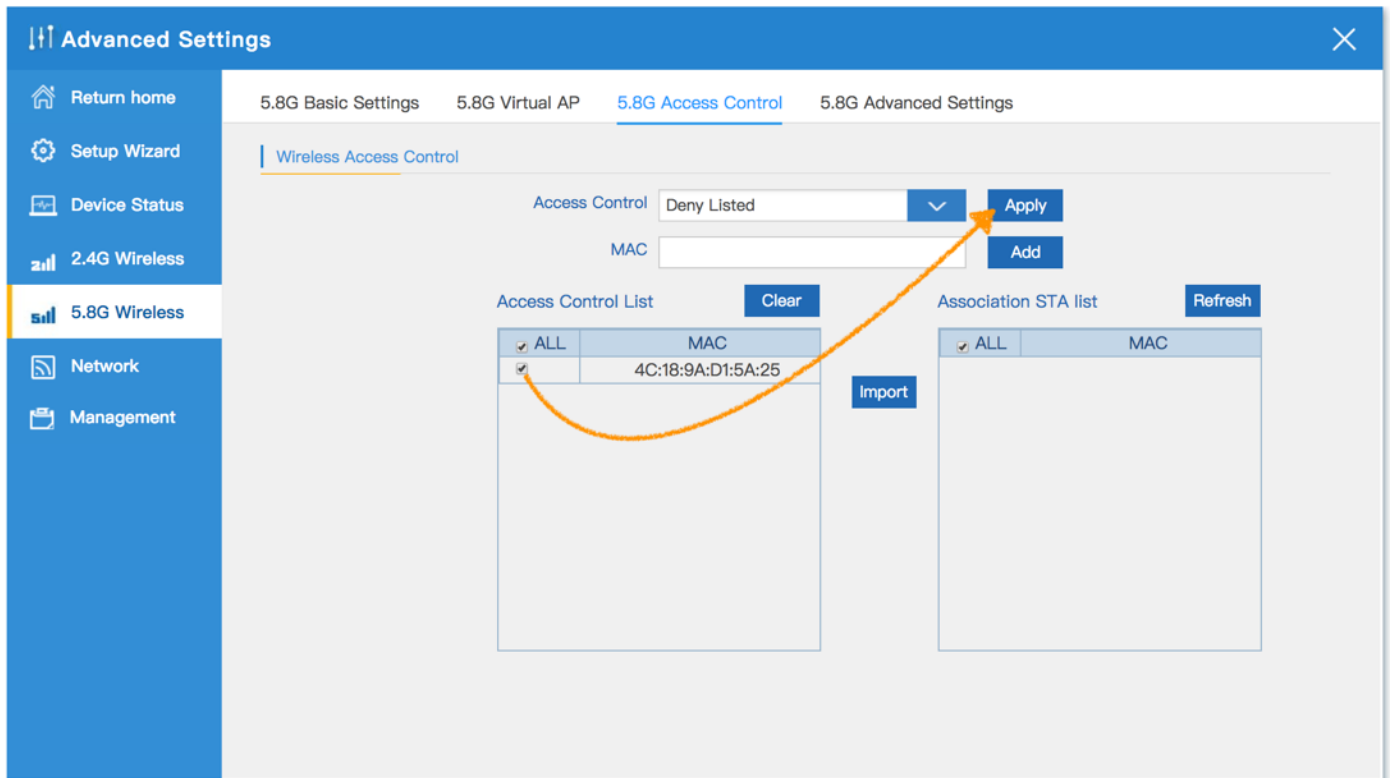 Advanced Settings
Return home
Setup Wizard
Device Status
2.4G Wireless
5.8G Wireless
Network
Management
5.8G Basic Settings 5.8G Virtual AP 5.8G Access Control 5.8G Advanced Settings
Wireless Access Control
Access Control Deny Listed Apply
MAC Add
Access Control List Clear
ALL MAC
4C:18:9A:D1:5A:25
Import
Association STA list Refresh
ALL MAC